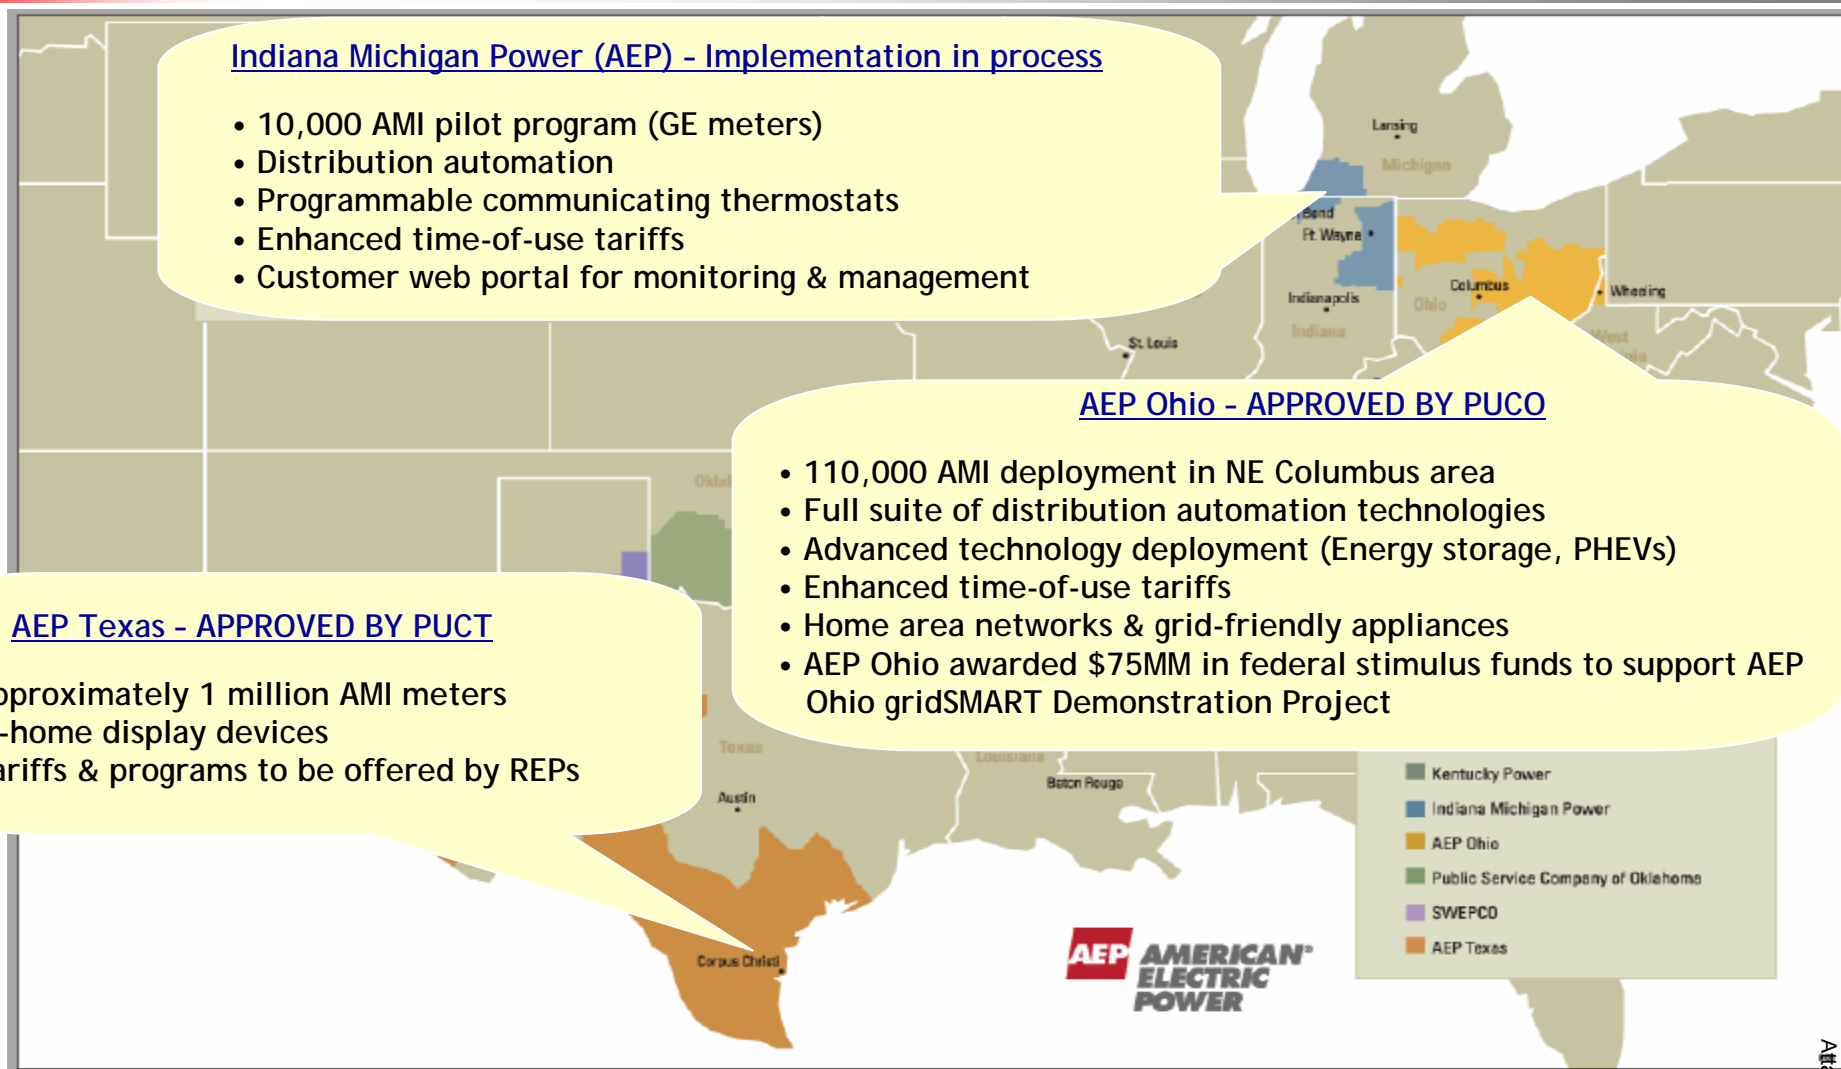 Indiana Michigan Power (AEP) - Implementation in process
• 10,000 AMI pilot program (GE meters)
• Distribution automation
• Programmable communicating thermostats
• Enhanced time-of-use tariffs
• Customer web portal for monitoring & management
Lansing
Michigan
Bend
Ft. Wayne
Indianapolis
Indiana
Columbus
Ohio
Wheeling
West
St. Louis
AEP Ohio - APPROVED BY PUCO
• 110,000 AMI deployment in NE Columbus area
• Full suite of distribution automation technologies
• Advanced technology deployment (Energy storage, PHEVs)
• Enhanced time-of-use tariffs
• Home area networks & grid-friendly appliances
• AEP Ohio awarded $75MM in federal stimulus funds to support AEP
Ohio gridSMART Demonstration Project
AEP Texas - APPROVED BY PUCT
pproximately 1 million AMI meters
-home display devices
ariffs & programs to be offered by REPs
Texas
Austin
Corpus Christi
Louisiana
Baton Rouge
Kentucky Power
Indiana Michigan Power
AEP Ohio
Public Service Company of Oklahoma
SWEPCO
AEP Texas
AEP AMERICAN®
ELECTRIC
POWER